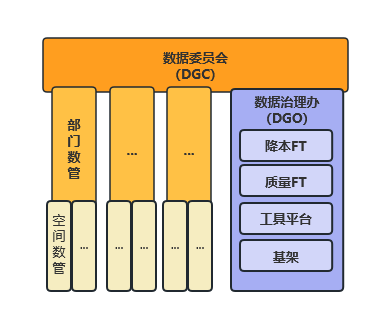 数据委员会
（DGC）
部门数管
...
...
数据治理办
（DGO）
降本FT
质量FT
工具平台
基架
空间数管
...
...
...
...
...